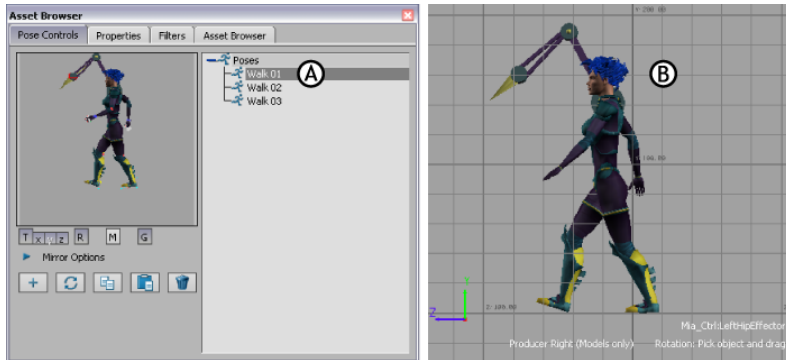 Asset Browser
Pose Controls Properties Filters Asset Browser
Poses
Walk 01
Walk 02
Walk 03
A
B
T x y z R M G
Mirror Options
Y
Z
Mia_Ctrl:LeftHipEffector
Producer Right (Models only) Rotation: Pick object and drag